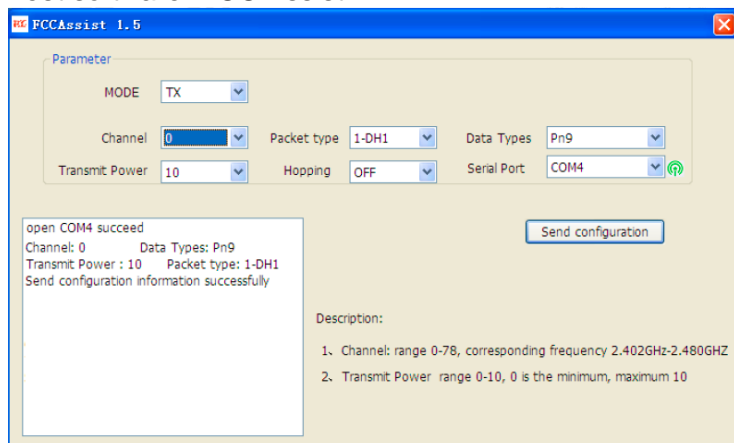 FCC FCCAssist 1.5
Parameter
MODE TX
Channel 0 Packet type 1-DH1 Data Types Pn9
Transmit Power 10 Hopping OFF Serial Port COM4
open COM4 succeed
Channel: 0 Data Types: Pn9
Transmit Power : 10 Packet type: 1-DH1
Send configuration information successfully
Send configuration
Description:
1、 Channel: range 0-78, corresponding frequency 2.402GHz-2.480GHZ
2、 Transmit Power range 0-10, 0 is the minimum, maximum 10